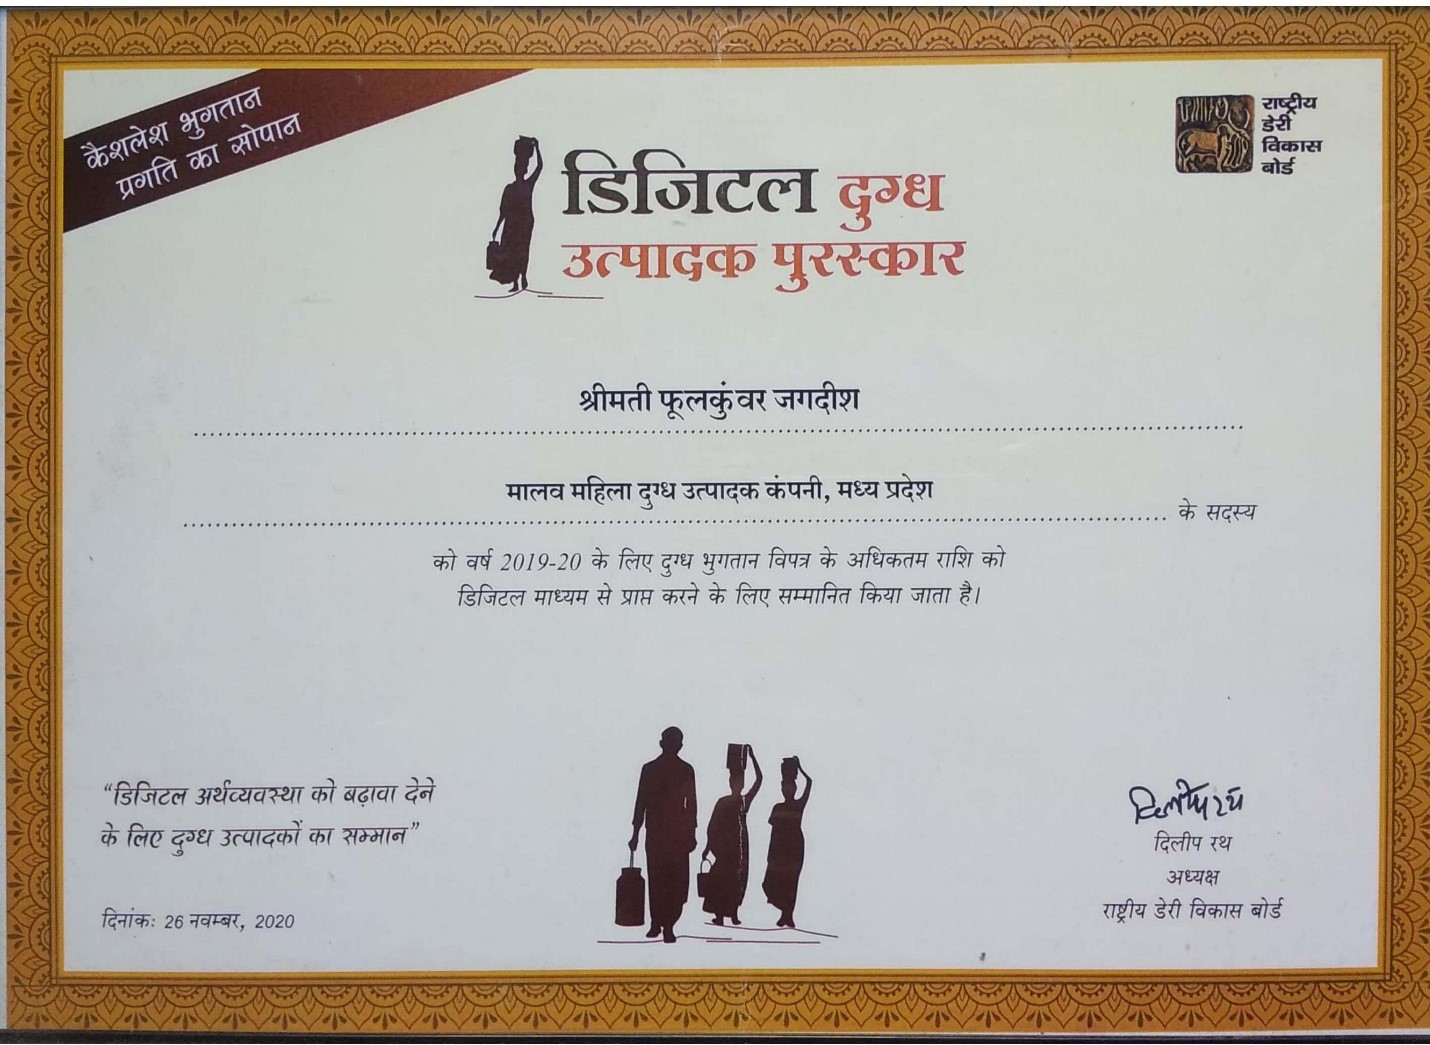 कैशलेश भुगतान
प्रगति का सोपान
राष्ट्रीय
डेरी
विकास
बोर्ड
डिजिटल दुग्ध
उत्पादक पुरस्कार
श्रीमती फूलकुंवर जगदीश
मालव महिला दुग्ध उत्पादक कंपनी, मध्य प्रदेश
के सदस्य
को वर्ष 2019-20 के लिए दुग्ध भुगतान विपत्र के अधिकतम राशि को
डिजिटल माध्यम से प्राप्त करने के लिए सम्मानित किया जाता है।
“डिजिटल अर्थव्यवस्था को बढ़ावा देने
के लिए दुग्ध उत्पादकों का सम्मान”
दिनांक: 26 नवम्बर, 2020
दिलीप रथ
दिलीप रथ
अध्यक्ष
राष्ट्रीय डेरी विकास बोर्ड